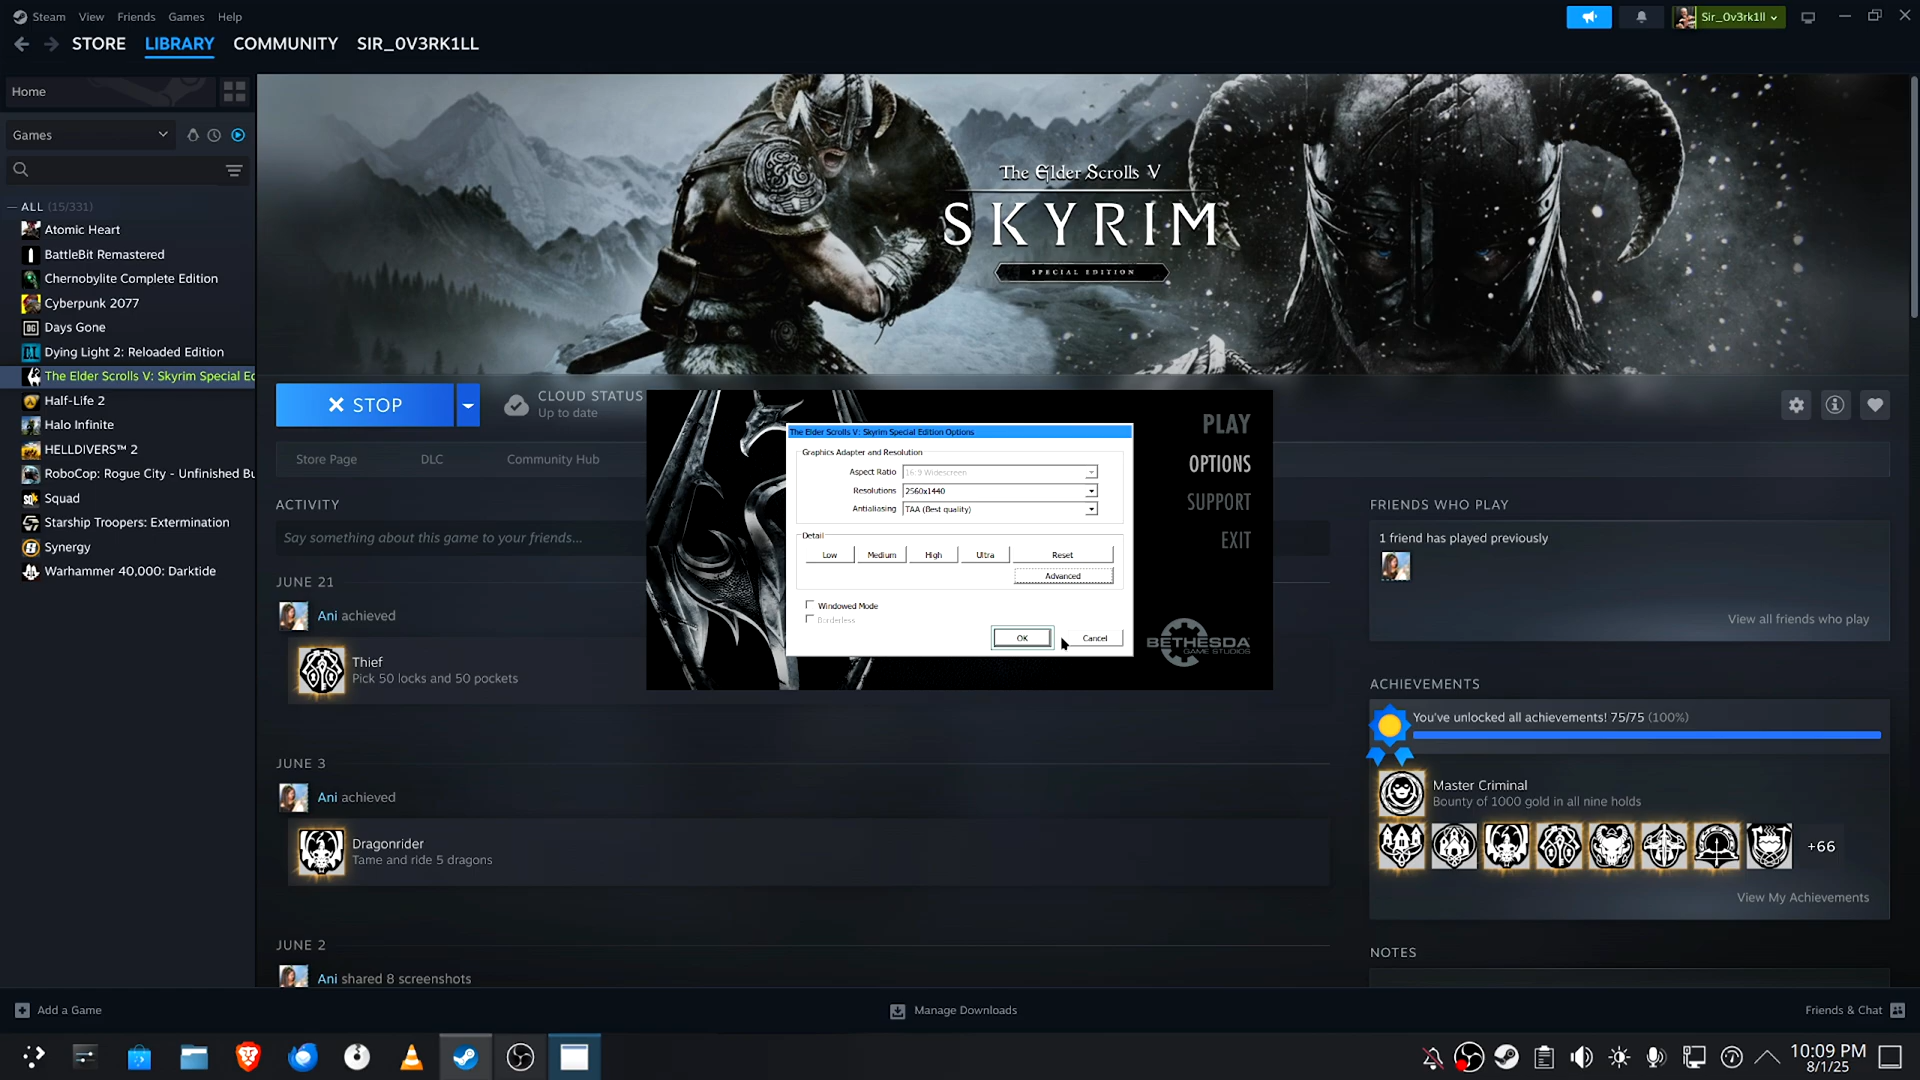 Steam View Friends Games Help
Sir_0v3rk1ll
STORE LIBRARY COMMUNITY SIR_0V3RK1LL
Home
Games
— ALL (15/331)
Atomic Heart
BattleBit Remastered
Chernobylite Complete Edition
Cyberpunk 2077
Days Gone
Dying Light 2: Reloaded Edition
The Elder Scrolls V: Skyrim Special Ed
Half-Life 2
Halo Infinite
HELLDIVERS™ 2
RoboCop: Rogue City - Unfinished Bu
Squad
Starship Troopers: Extermination
Synergy
Warhammer 40,000: Darktide
The Elder Scrolls V
SKYRIM
SPECIAL EDITION
STOP
CLOUD STATUS
Up to date
Store Page DLC Community Hub
PLAY
OPTIONS
SUPPORT
EXIT
BETHESDA
GAME STUDIOS
The Elder Scrolls V: Skyrim Special Edition Options
Graphics Adapter and Resolution
Aspect Ratio 16:9 Widescreen
Resolutions 2560x1440
Antialiasing TAA (Best quality)
Detail
Low Medium High Ultra Reset
Advanced
Windowed Mode
Borderless
OK Cancel
ACTIVITY
Say something about this game to your friends...
JUNE 21
Ani achieved
Thief
Pick 50 locks and 50 pockets
JUNE 3
Ani achieved
Dragonrider
Tame and ride 5 dragons
JUNE 2
Ani shared 8 screenshots
FRIENDS WHO PLAY
1 friend has played previously
View all friends who play
ACHIEVEMENTS
You've unlocked all achievements! 75/75 (100%)
Master Criminal
Bounty of 1000 gold in all nine holds
+66
View My Achievements
NOTES
Add a Game
Manage Downloads
Friends & Chat
10:09 PM
8/1/25